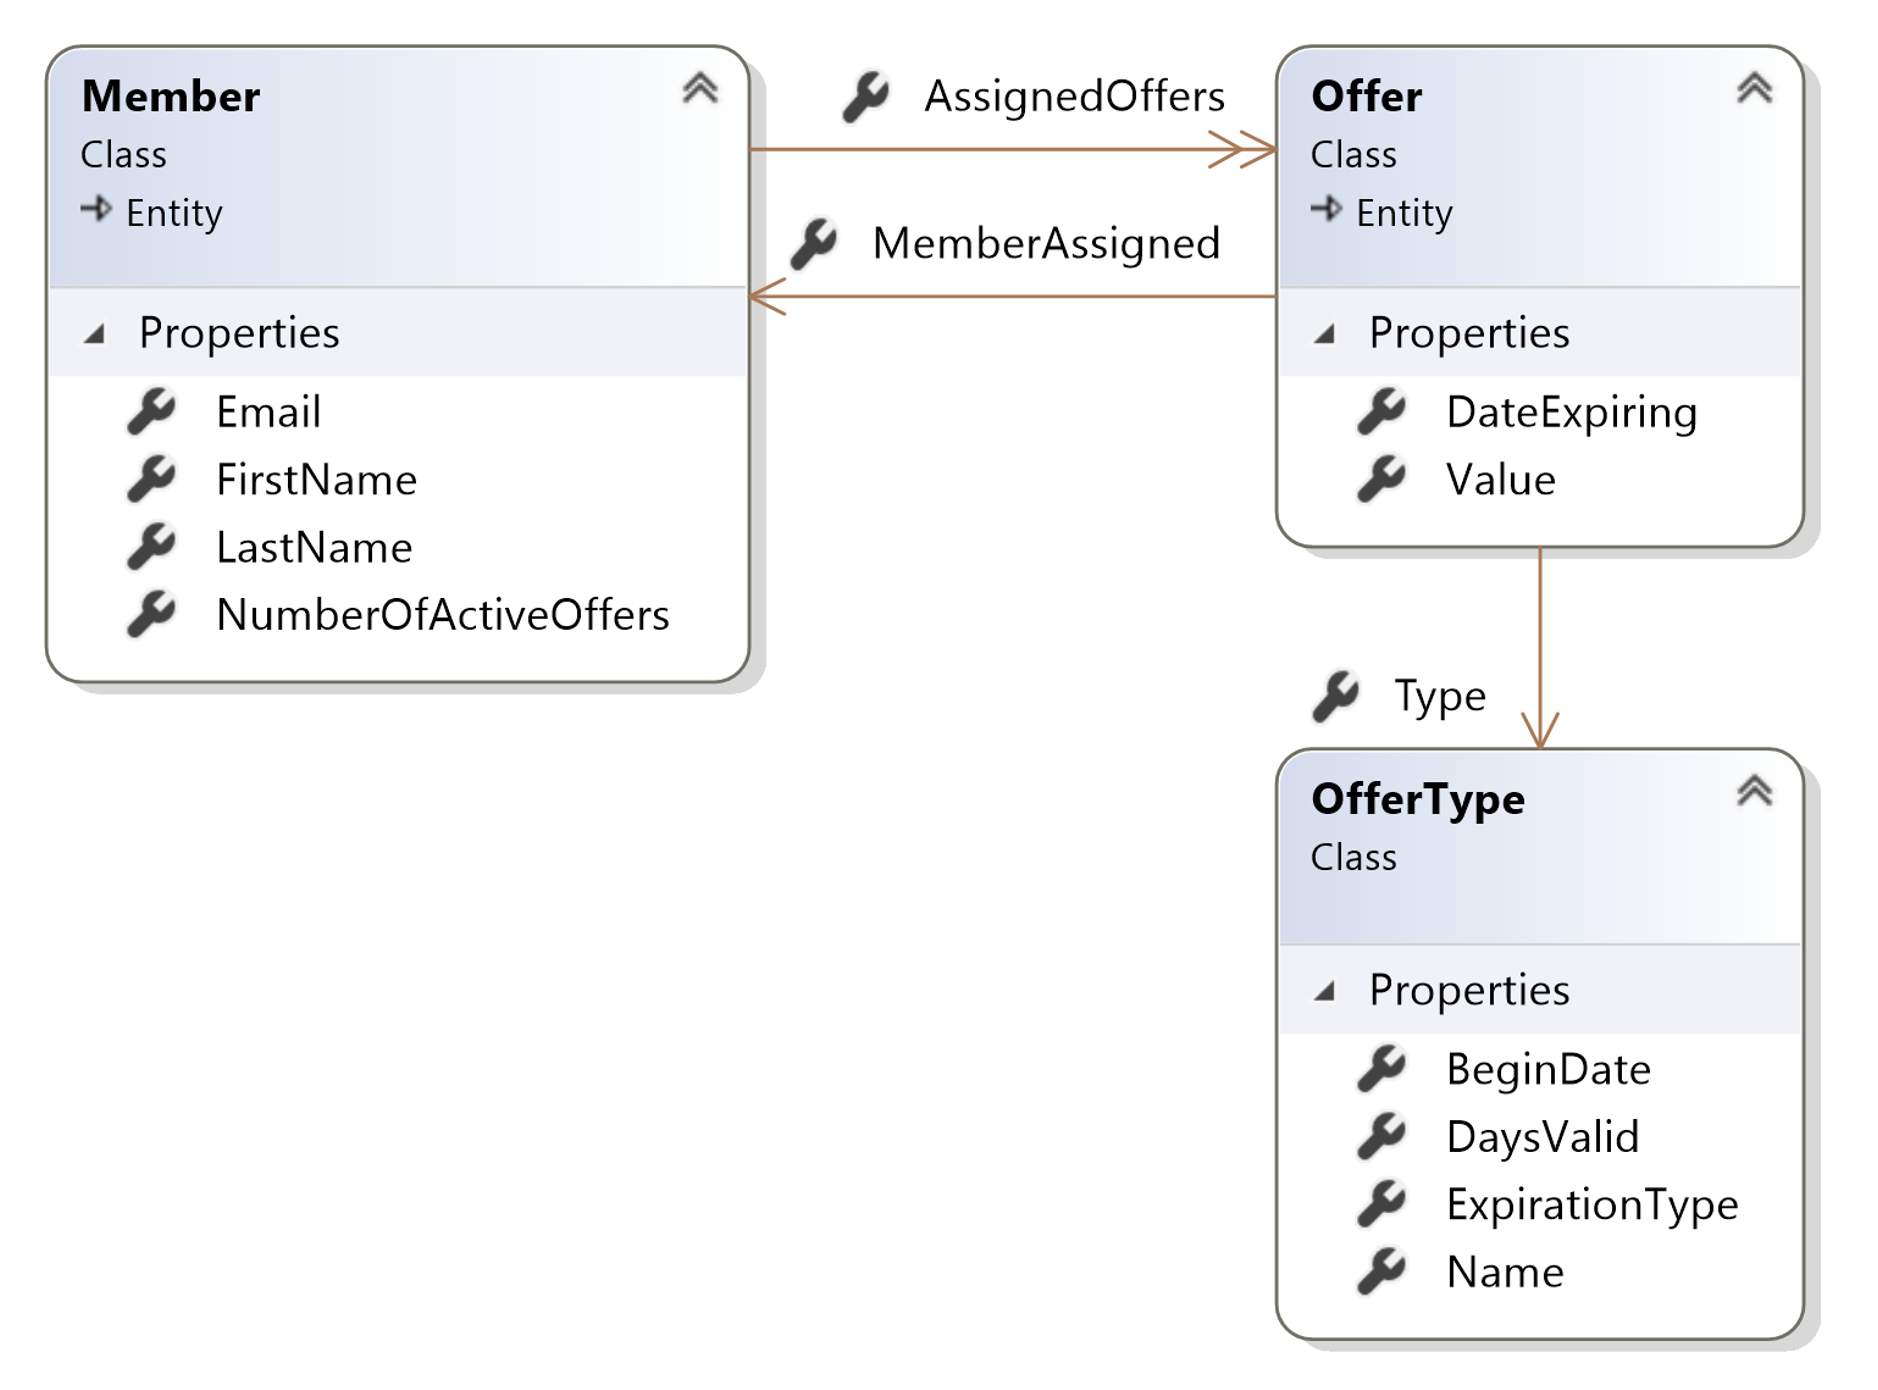 Member
Class
Entity
Properties
Email
FirstName
LastName
NumberOfActiveOffers
AssignedOffers
MemberAssigned
Offer
Class
Entity
Properties
DateExpiring
Value
Type
OfferType
Class
Properties
BeginDate
DaysValid
ExpirationType
Name